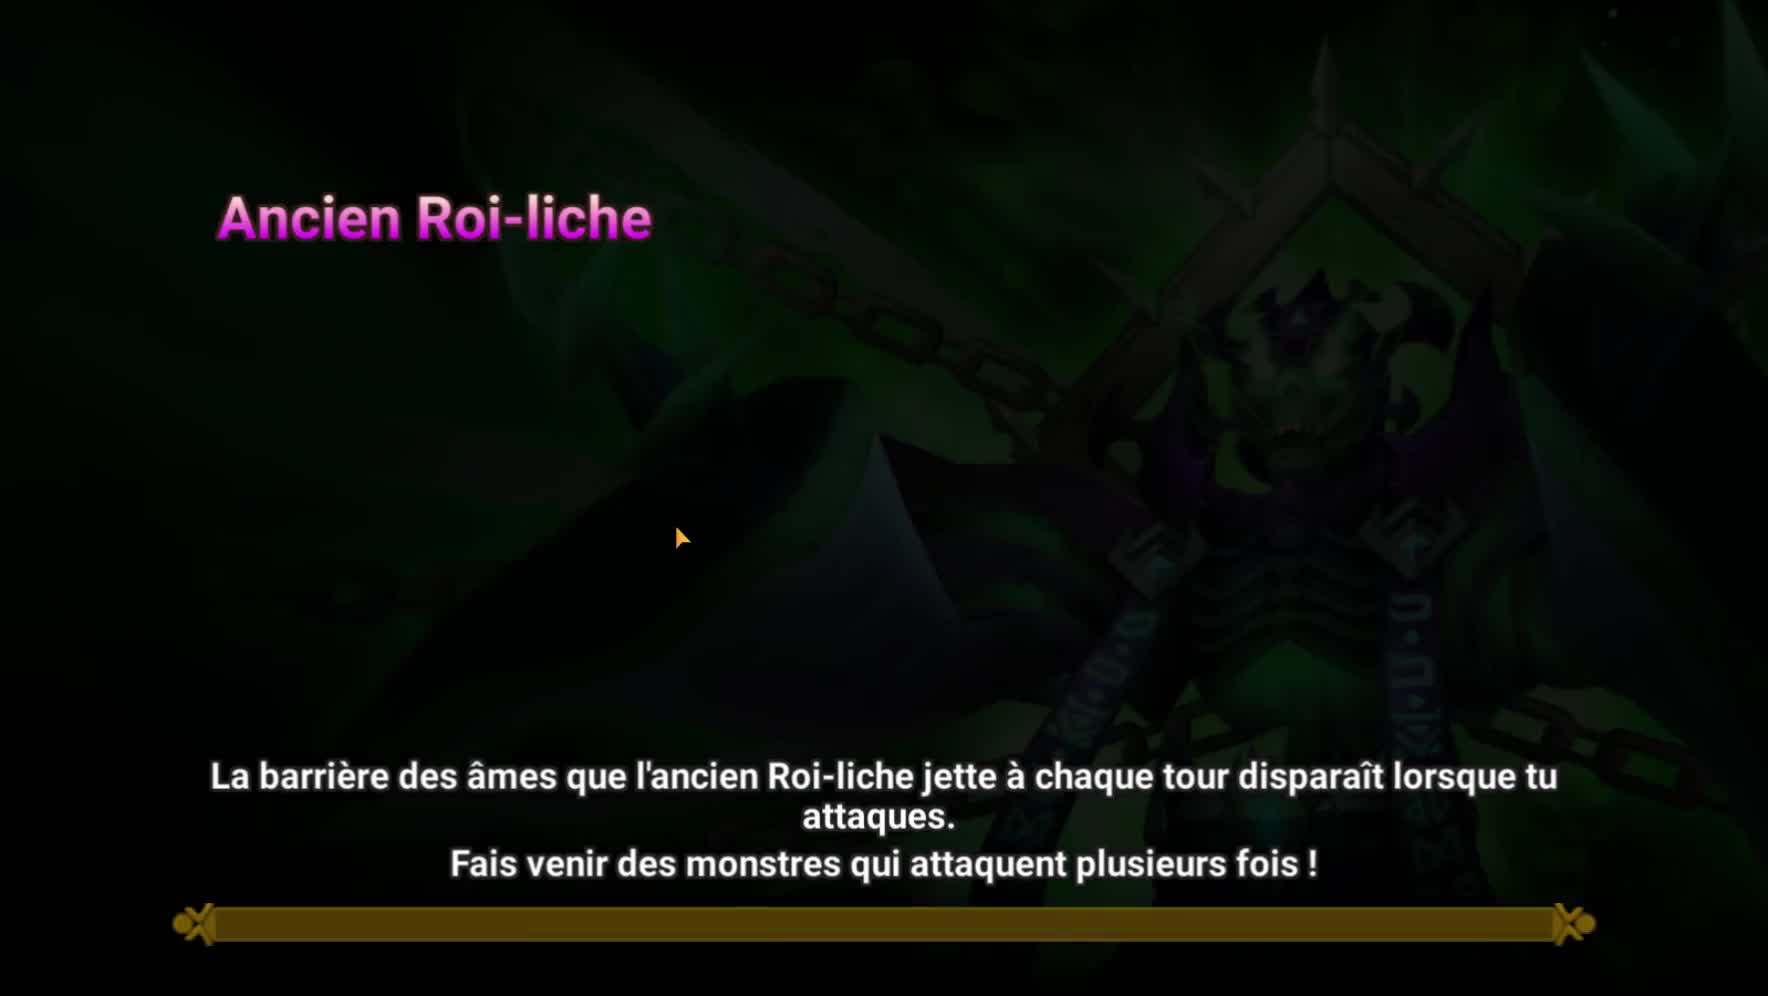 Ancien Roi-liche
La barrière des âmes que l'ancien Roi-liche jette à chaque tour disparaît lorsque tu
attaques.
Fais venir des monstres qui attaquent plusieurs fois !